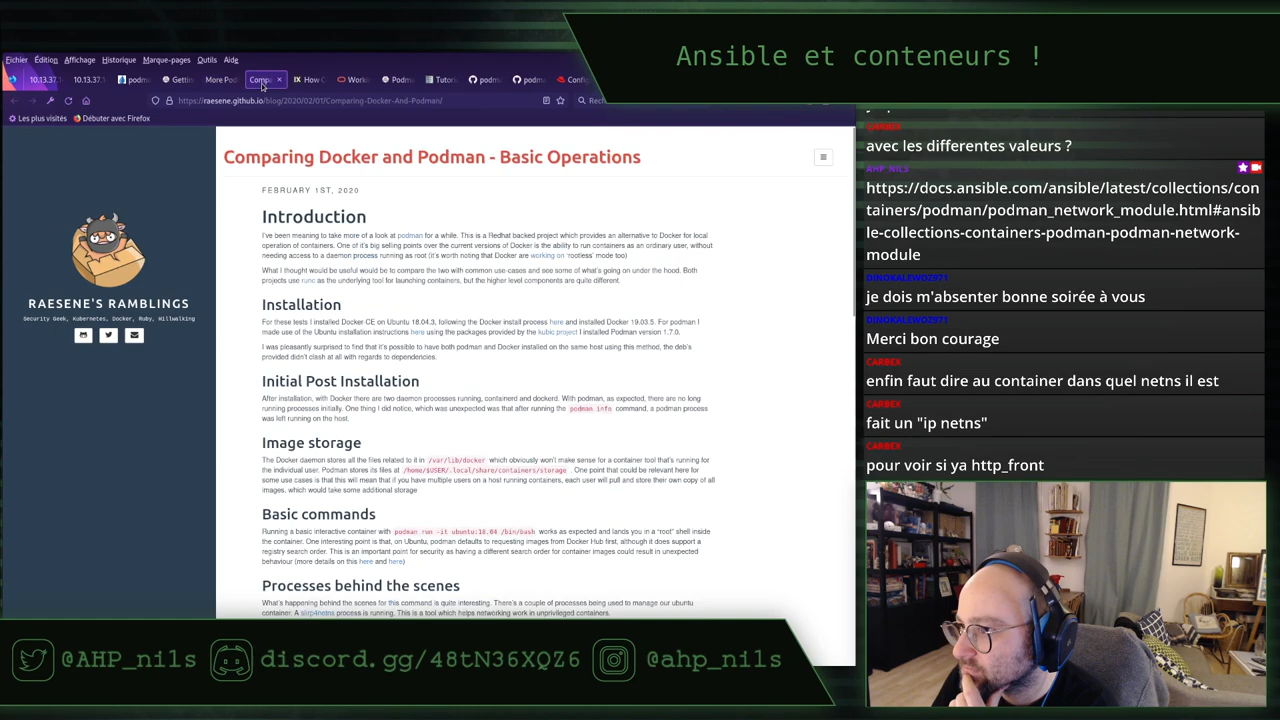 Ansible et conteneurs !
Fichier Édition Affichage Historique Marque-pages Outils Aide
10.13.37. 10.13.37. podma Gettin More Pod Compa × How C Worki Podma Tutoria podma podma Config
https://raesene.github.io/blog/2020/02/01/Comparing-Docker-And-Podman/
Rech
Les plus visités Débuter avec Firefox
Comparing Docker and Podman - Basic Operations
FEBRUARY 1ST, 2020
Introduction
I've been meaning to take more of a look at podman for a while. This is a Redhat backed project which provides an alternative to Docker for local
operation of containers. One of it's big selling points over the current versions of Docker is the ability to run containers as an ordinary user, without
needing access to a daemon process running as root (it's worth noting that Docker are working on 'rootless' mode too)
What I thought would be useful would be to compare the two with common use-cases and see some of what's going on under the hood. Both
projects use runc as the underlying tool for launching containers, but the higher level components are quite different.
Installation
For these tests I installed Docker CE on Ubuntu 18.04.3, following the Docker install process here and installed Docker 19.03.5. For podman I
made use of the Ubuntu installation instructions here using the packages provided by the kubic project I installed Podman version 1.7.0.
I was pleasantly surprised to find that it's possible to have both podman and Docker installed on the same host using this method, the deb's
provided didn't clash at all with regards to dependencies.
Initial Post Installation
After installation, with Docker there are two daemon processes running, containerd and dockerd. With podman, as expected, there are no long
running processes initially. One thing I did notice, which was unexpected was that after running the podman info command, a podman process
was left running on the host.
Image storage
The Docker daemon stores all the files related to it in /var/lib/docker which obviously won't make sense for a container tool that's running for
the individual user. Podman stores its files at /home/$USER/.local/share/containers/storage . One point that could be relevant here for
some use cases is that this will mean that if you have multiple users on a host running containers, each user will pull and store their own copy of all
images. which would take some additional storage
Basic commands
Running a basic interactive container with podman run -it ubuntu:18.04 /bin/bash works as expected and lands you in a "root" shell inside
the container. One interesting point is that, on Ubuntu, podman defaults to requesting images from Docker Hub first, although it does support a
registry search order. This is an important point for security as having a different search order for container images could result in unexpected
behaviour (more details on this here and here)
Processes behind the scenes
What's happening behind the scenes for this command is quite interesting. There's a couple of processes being used to manage our ubuntu
container. A slirp4netns process is running. This is a tool which helps networking work in unprivileged containers.
RAESENE'S RAMBLINGS
Security Geek, Kubernetes, Docker, Ruby, Hillwalking
avec les differentes valeurs ?
AHP_NILS
https://docs.ansible.com/ansible/latest/collections/con
tainers/podman/podman_network_module.html#ansib
le-collections-containers-podman-podman-network-
module
DINOKALEWOZ971
je dois m'absenter bonne soirée à vous
DINOKALEWOZ971
Merci bon courage
CARBEX
enfin faut dire au container dans quel netns il est
CARBEX
fait un "ip netns"
CARBEX
pour voir si ya http_front
@AHP_nils discord.gg/48tN36XQZ6 @ahp_nils